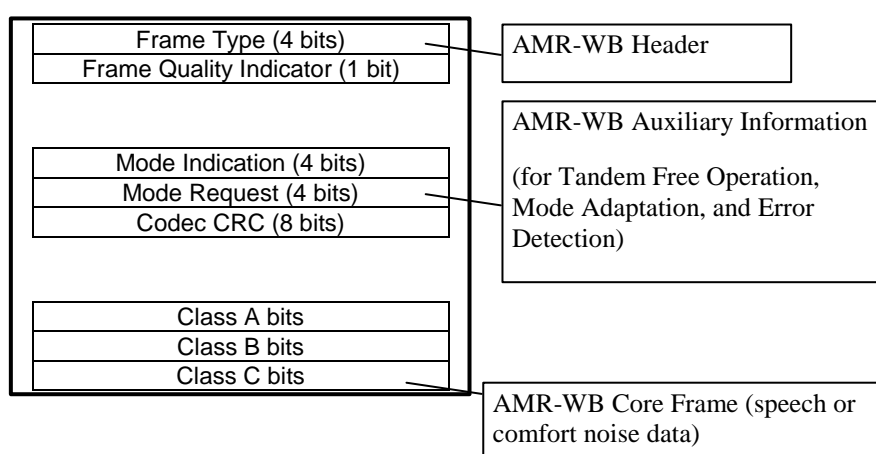 Frame Type (4 bits)
Frame Quality Indicator (1 bit)
AMR-WB Header
Mode Indication (4 bits)
Mode Request (4 bits)
Codec CRC (8 bits)
AMR-WB Auxiliary Information
(for Tandem Free Operation,
Mode Adaptation, and Error
Detection)
Class A bits
Class B bits
Class C bits
AMR-WB Core Frame (speech or
comfort noise data)